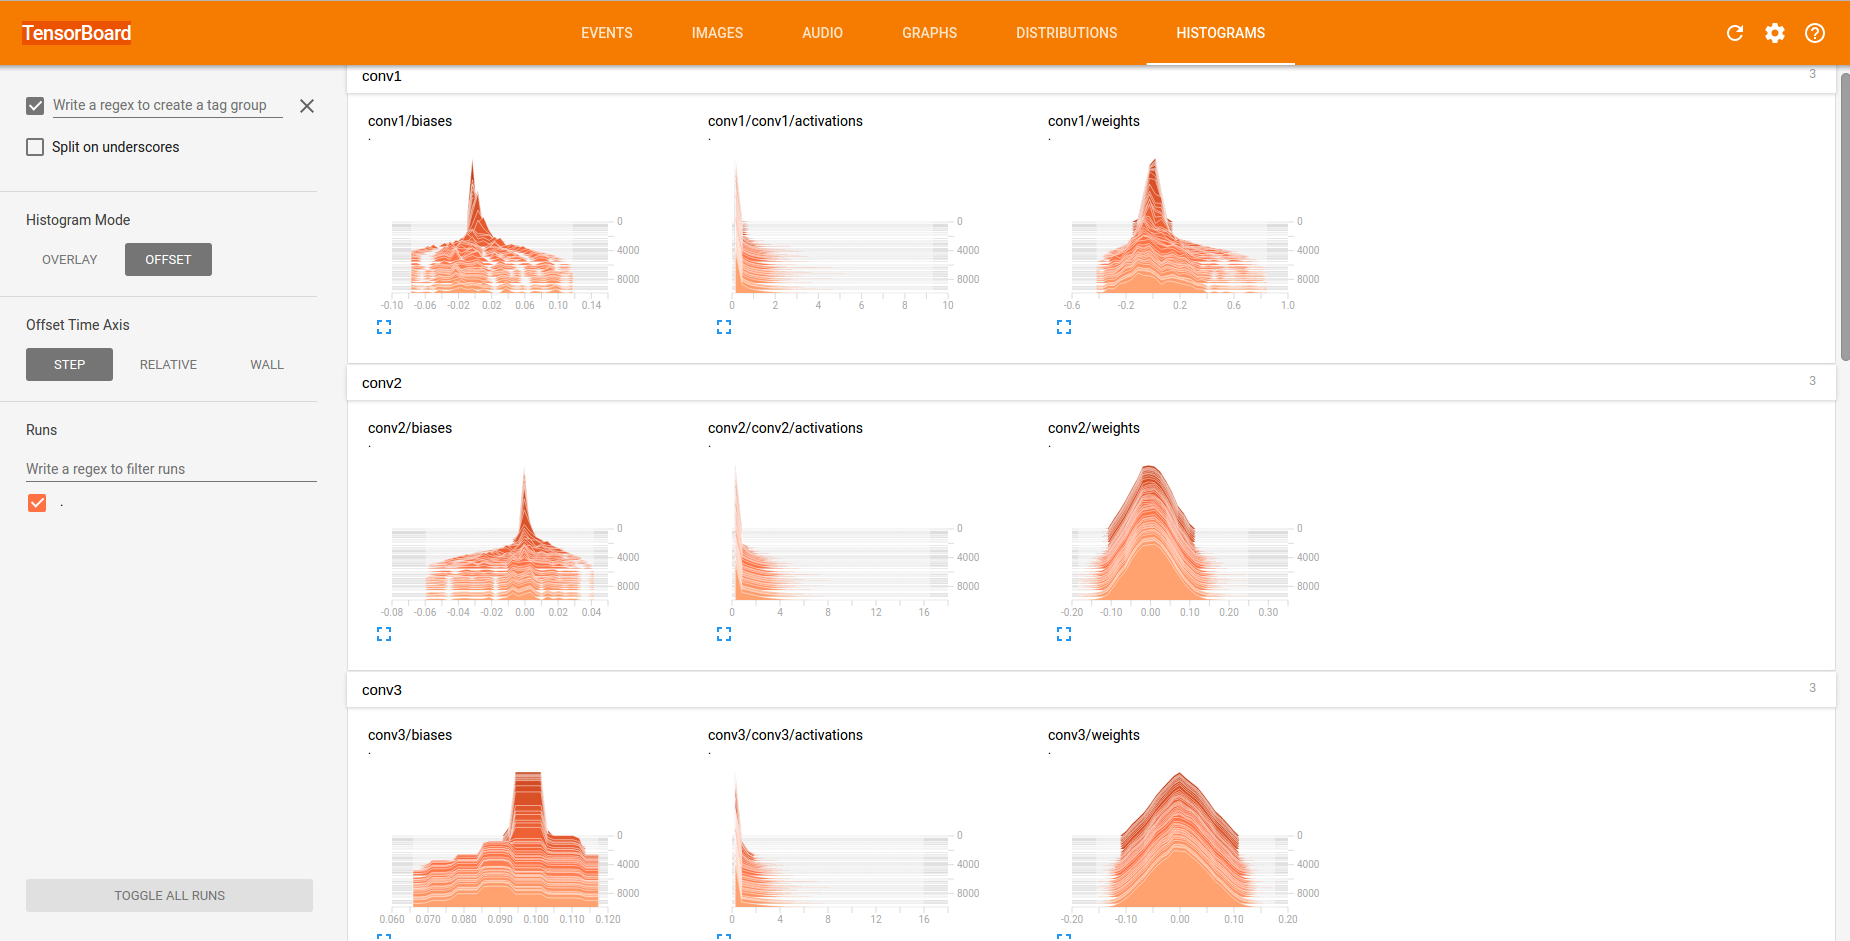 TensorBoard
EVENTS IMAGES AUDIO GRAPHS DISTRIBUTIONS HISTOGRAMS
Write a regex to create a tag group
Split on underscores
Histogram Mode
OVERLAY OFFSET
Offset Time Axis
STEP RELATIVE WALL
Runs
Write a regex to filter runs
.
TOGGLE ALL RUNS
conv1 3
conv1/biases conv1/conv1/activations conv1/weights
. . .
0 0 0
4000 4000 4000
8000 8000 8000
-0.10 -0.06 -0.02 0.02 0.06 0.10 0.14 0 2 4 6 8 10 -0.6 -0.2 0.2 0.6 1.0
conv2 3
conv2/biases conv2/conv2/activations conv2/weights
. . .
0 0 0
4000 4000 4000
8000 8000 8000
-0.08 -0.06 -0.04 -0.02 0.00 0.02 0.04 0 4 8 12 16 -0.20 -0.10 0.00 0.10 0.20 0.30
conv3 3
conv3/biases conv3/conv3/activations conv3/weights
. . .
0 0 0
4000 4000 4000
8000 8000 8000
0.060 0.070 0.080 0.090 0.100 0.110 0.120 0 4 8 12 16 -0.20 -0.10 0.00 0.10 0.20